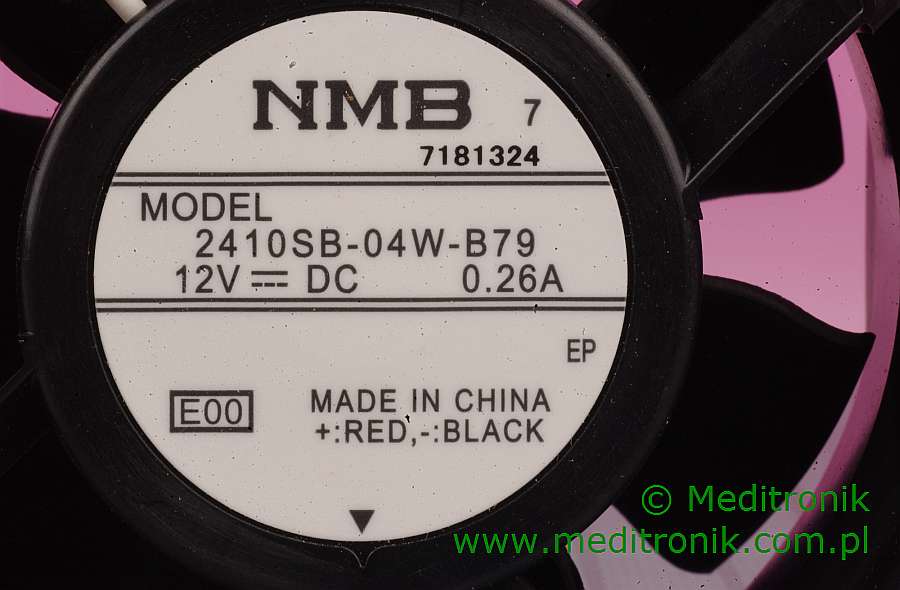 NMB 7
7181324
MODEL
2410SB-04W-B79
12V DC 0.26A
EP
E00
MADE IN CHINA
+:RED,-:BLACK
© Meditronik
www.meditronik.com.pl